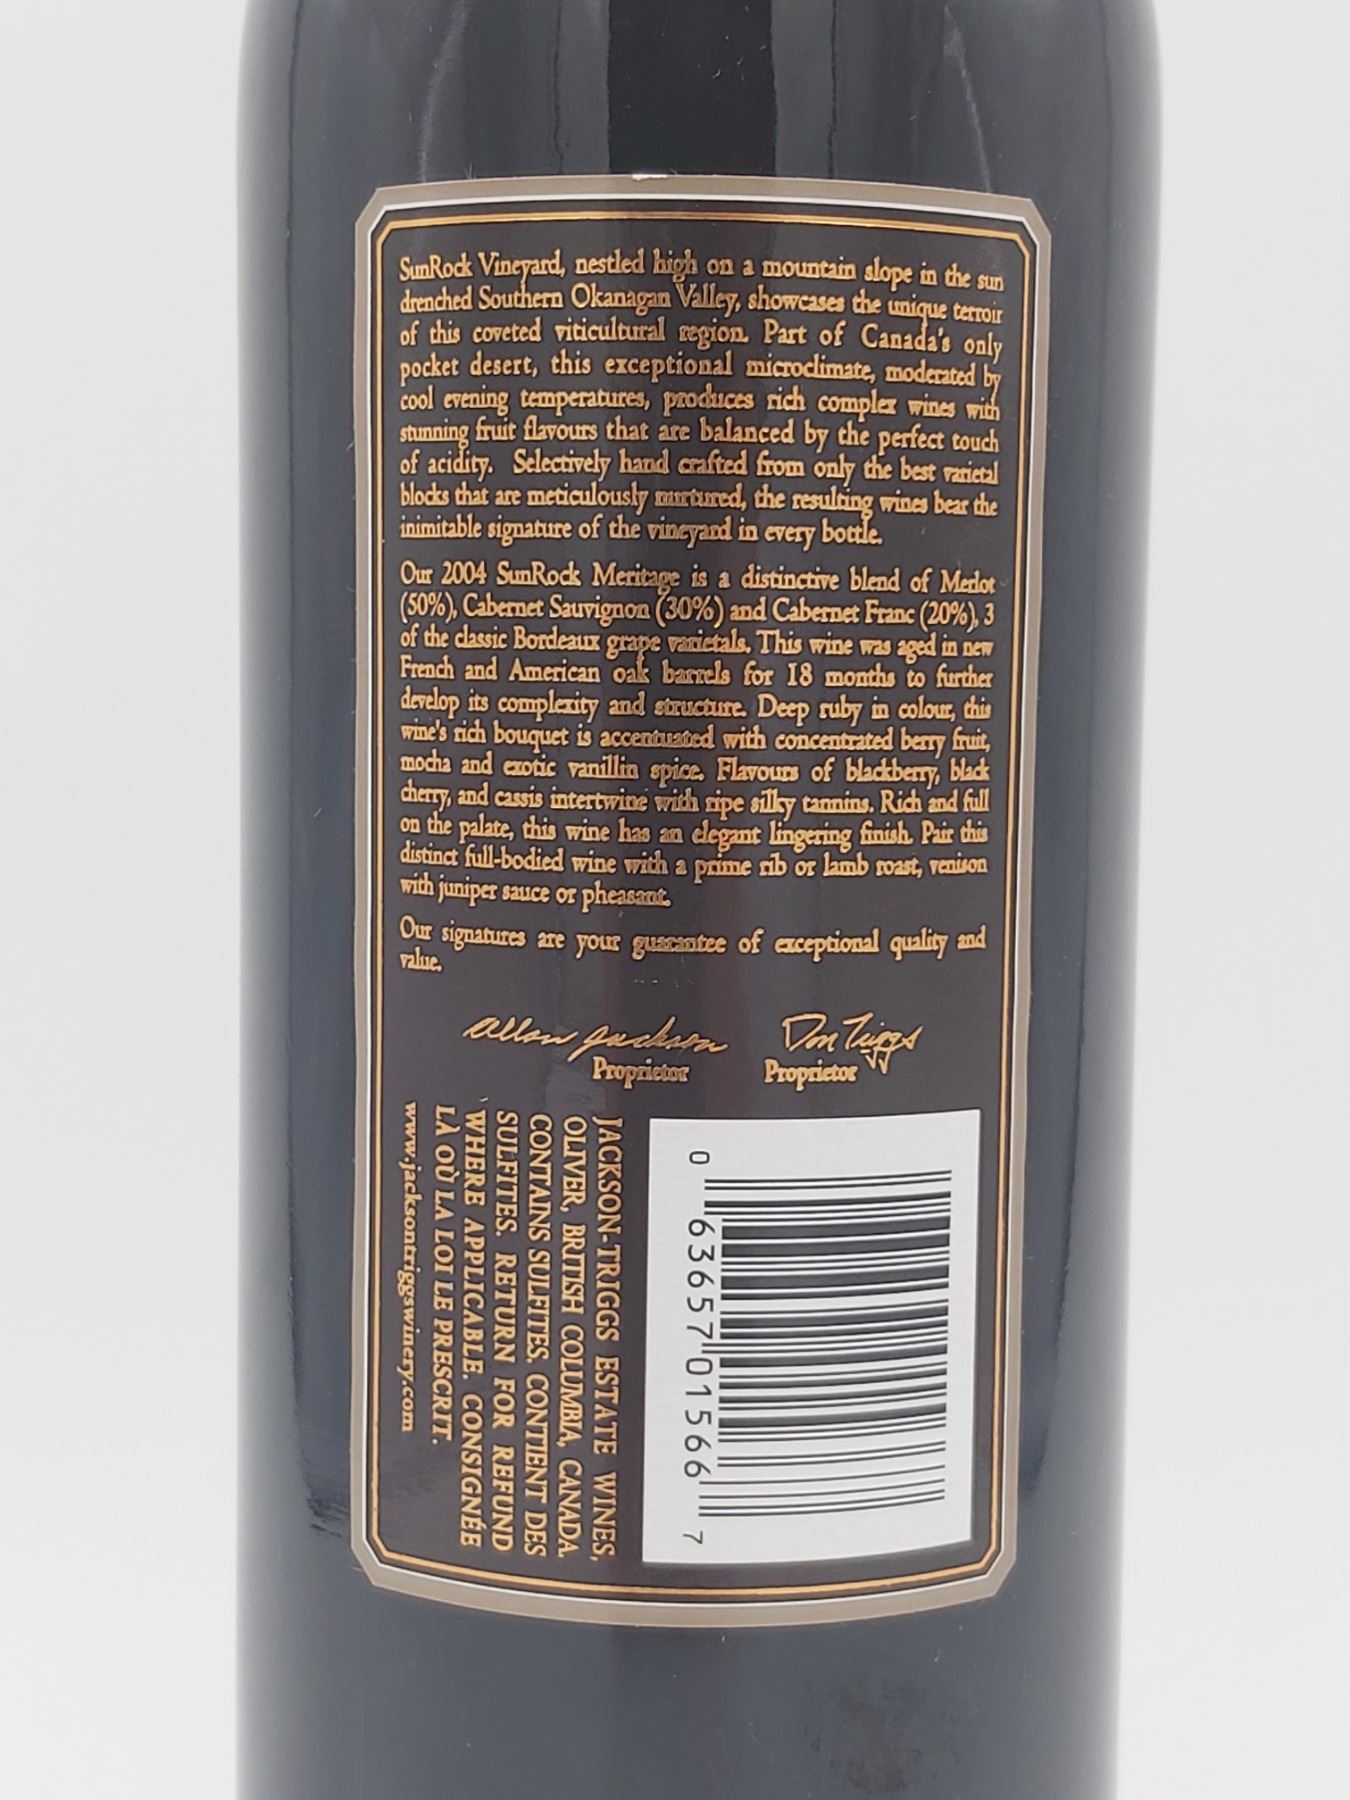 SunRock Vineyard, nestled high on a mountain slope in the sun
drenched Southern Okanagan Valley, showcases the unique terroir
of this coveted viticultural region. Part of Canada's only
pocket desert, this exceptional microclimate, moderated by
cool evening temperatures, produces rich complex wines with
stunning fruit flavours that are balanced by the perfect touch
of acidity. Selectively hand crafted from only the best varietal
blocks that are meticulously nurtured, the resulting wines bear the
inimitable signature of the vineyard in every bottle.
Our 2004 SunRock Meritage is a distinctive blend of Merlot
(50%), Cabernet Sauvignon (30%) and Cabernet Franc (20%), 3
of the classic Bordeaux grape varietals. This wine was aged in new
French and American oak barrels for 18 months to further
develop its complexity and structure. Deep ruby in colour, this
wine's rich bouquet is accentuated with concentrated berry fruit,
mocha and exotic vanillin spice. Flavours of blackberry, black
cherry, and cassis intertwine with ripe silky tannins. Rich and full
on the palate, this wine has an elegant lingering finish. Pair this
distinct full-bodied wine with a prime rib or lamb roast, venison
with juniper sauce or pheasant.
Our signatures are your guarantee of exceptional quality and
value.
Allan Jackson Don Triggs
Proprietor Proprietor
JACKSON-TRIGGS ESTATE WINES,
OLIVER, BRITISH COLUMBIA, CANADA.
CONTAINS SULFITES. CONTIENT DES
SULFITES. RETURN FOR REFUND
WHERE APPLICABLE. CONSIGNÉE
LÀ OÙ LA LOI LE PRESCRIT.
www.jacksontriggswinery.com
0 63657 01566 7